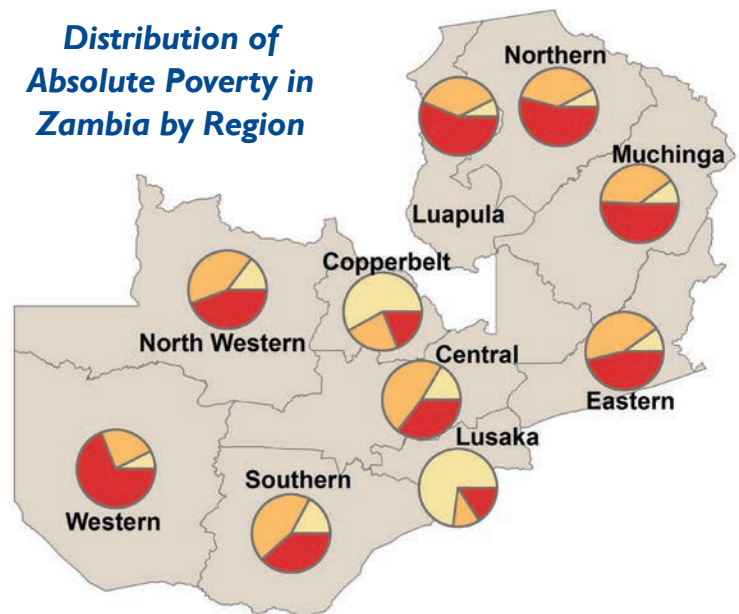 Distribution of
Absolute Poverty in
Zambia by Region
Northern
Muchinga
Luapula
Copperbelt
North Western
Central
Eastern
Lusaka
Southern
Western